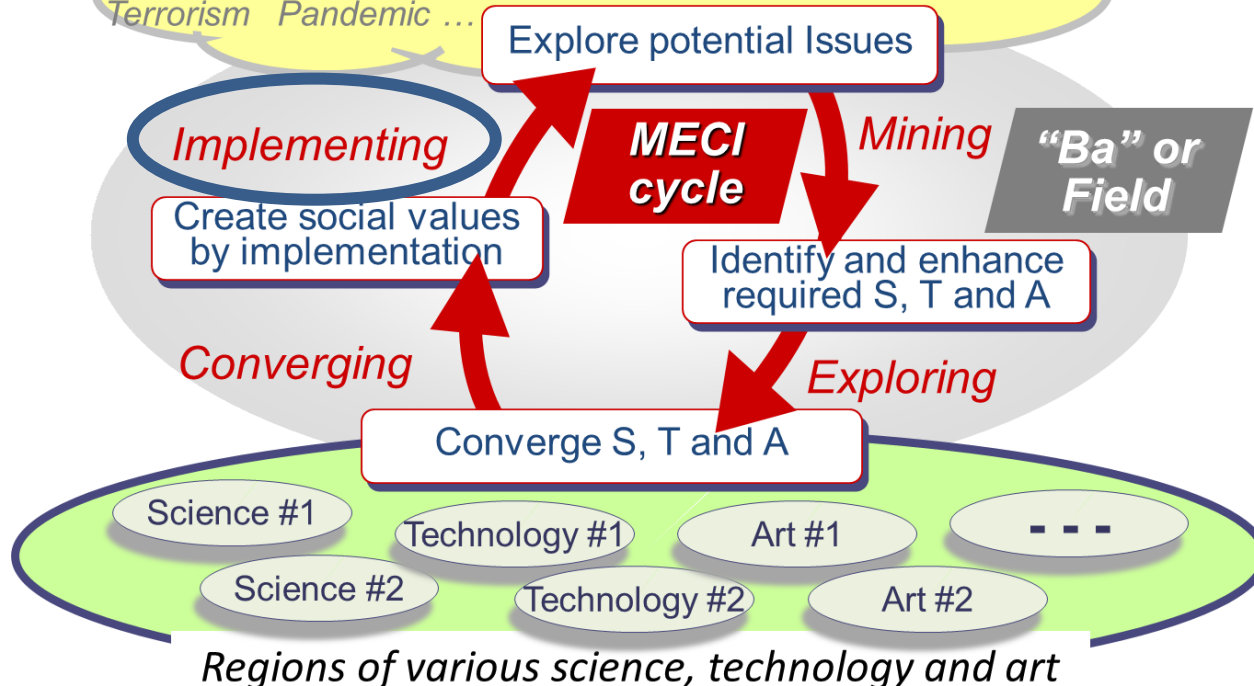 Terrorism Pandemic ...
Explore potential Issues
Implementing
MECI
cycle
Mining
“Ba” or
Field
Create social values
by implementation
Identify and enhance
required S, T and A
Converging
Exploring
Converge S, T and A
Science #1
Technology #1
Art #1
- - -
Science #2
Technology #2
Art #2
Regions of various science, technology and art